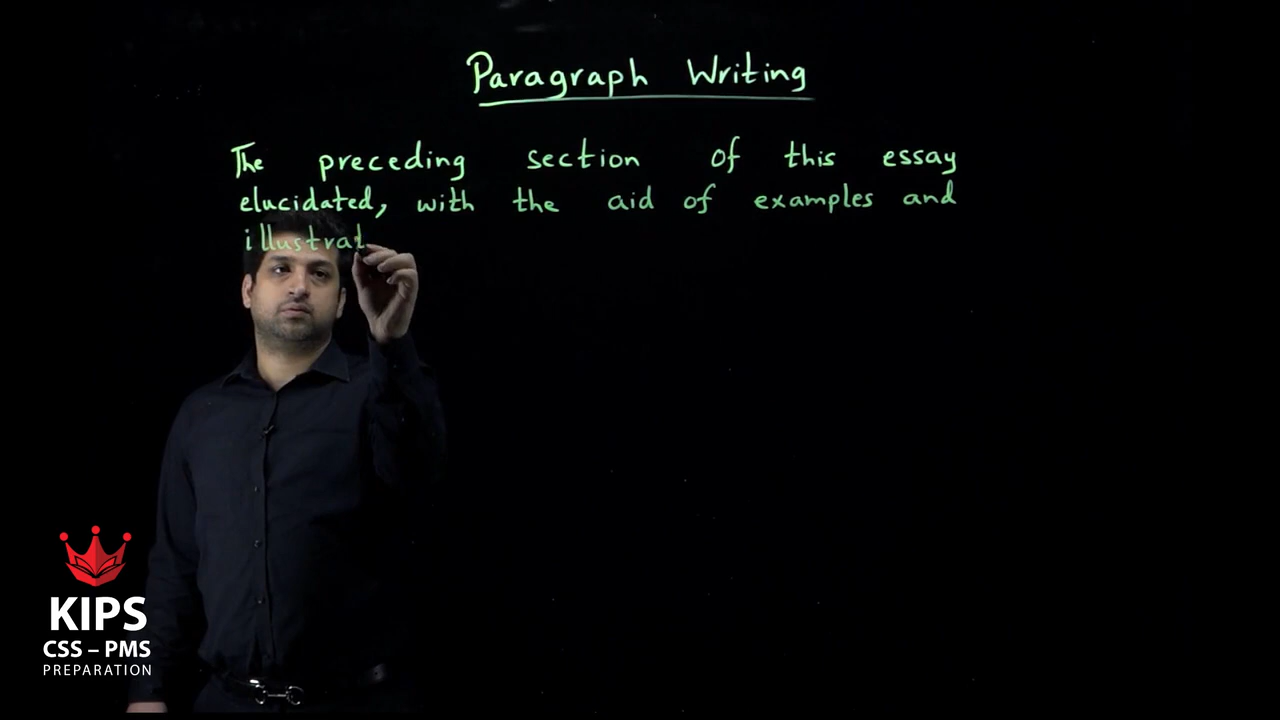 Paragraph Writing
The preceding section of this essay
elucidated, with the aid of examples and
illustrat
KIPS
CSS – PMS
PREPARATION